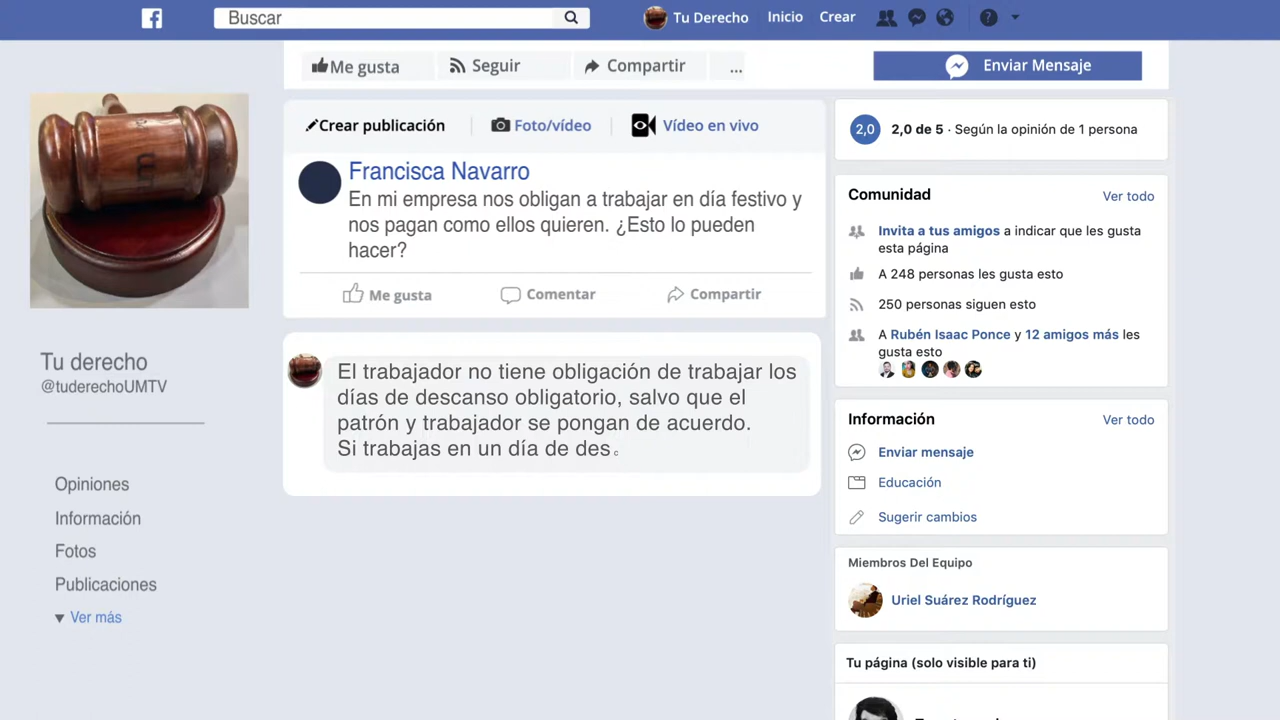 Buscar
Tu Derecho
Inicio
Crear
Me gusta
Seguir
Compartir
...
Enviar Mensaje
Crear publicación
Foto/vídeo
Vídeo en vivo
Francisca Navarro
En mi empresa nos obligan a trabajar en día festivo y
nos pagan como ellos quieren. ¿Esto lo pueden
hacer?
Me gusta
Comentar
Compartir
El trabajador no tiene obligación de trabajar los
días de descanso obligatorio, salvo que el
patrón y trabajador se pongan de acuerdo.
Si trabajas en un día de desc
Tu derecho
@tuderechoUMTV
Opiniones
Información
Fotos
Publicaciones
Ver más
2,0
2,0 de 5 · Según la opinión de 1 persona
Comunidad
Ver todo
Invita a tus amigos a indicar que les gusta
esta página
A 248 personas les gusta esto
250 personas siguen esto
A Rubén Isaac Ponce y 12 amigos más les
gusta esto
Información
Ver todo
Enviar mensaje
Educación
Sugerir cambios
Miembros Del Equipo
Uriel Suárez Rodríguez
Tu página (solo visible para ti)